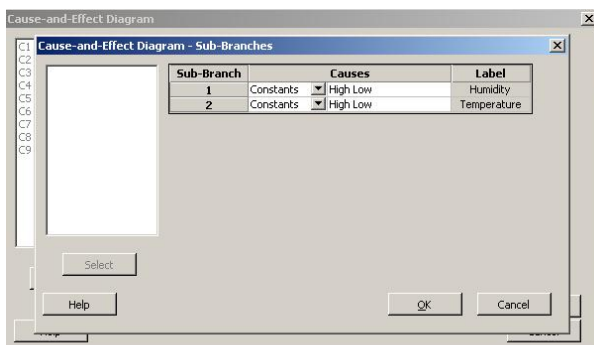 Cause-and-Effect Diagram
Cause-and-Effect Diagram - Sub-Branches
C1
C2
C3
C4
C5
C6
C7
C8
C9
Sub-Branch Causes Label
1 Constants High Low Humidity
2 Constants High Low Temperature
Select
Help OK Cancel